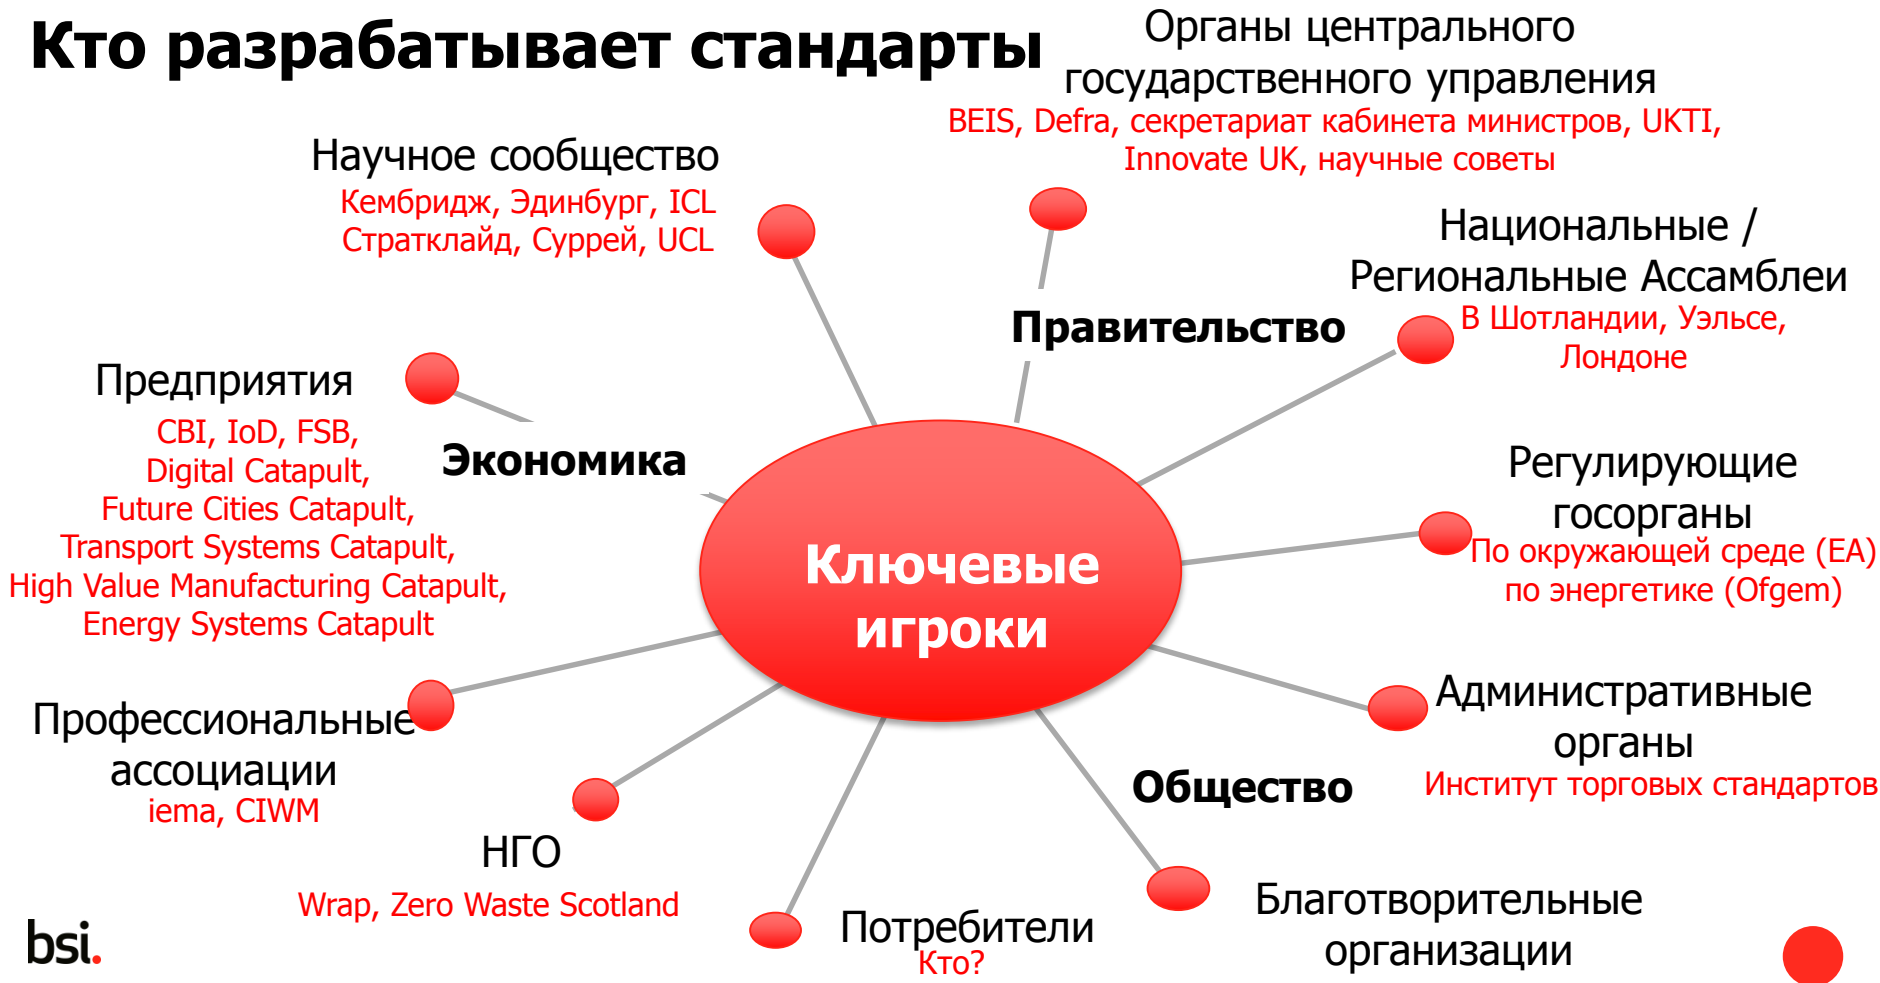 Кто разрабатывает стандарты
Органы центрального
государственного управления
BEIS, Defra, секретариат кабинета министров, UKTI,
Innovate UK, научные советы
Научное сообщество
Кембридж, Эдинбург, ICL
Стратклайд, Суррей, UCL
Национальные /
Региональные Ассамблеи
В Шотландии, Уэльсе,
Лондоне
Правительство
Предприятия
CBI, IoD, FSB,
Digital Catapult,
Future Cities Catapult,
Transport Systems Catapult,
High Value Manufacturing Catapult,
Energy Systems Catapult
Экономика
Регулирующие
госорганы
По окружающей среде (EA)
по энергетике (Ofgem)
Ключевые
игроки
Профессиональные
ассоциации
iema, CIWM
Административные
органы
Институт торговых стандартов
Общество
НГО
Wrap, Zero Waste Scotland
Потребители
Кто?
Благотворительные
организации
bsi.